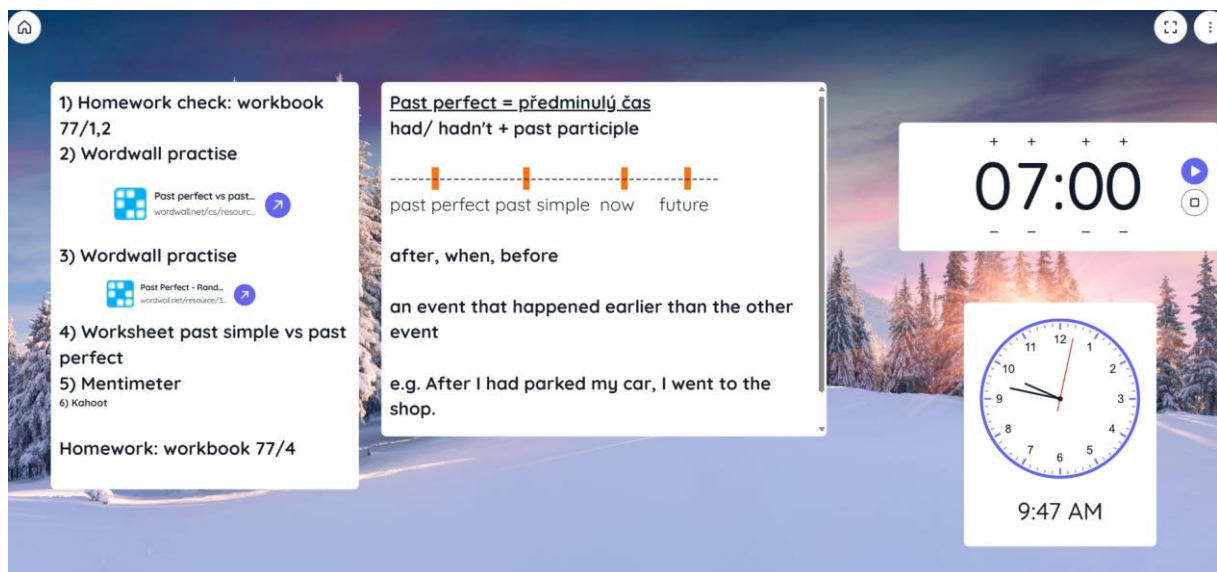 1) Homework check: workbook
77/1,2
2) Wordwall practise
Past perfect vs past...
wordwall.net/cs/resourc...
3) Wordwall practise
Past Perfect - Rand...
wordwall.net/resource/3...
4) Worksheet past simple vs past
perfect
5) Mentimeter
6) Kahoot
Homework: workbook 77/4
Past perfect = předminulý čas
had/ hadn't + past participle
past perfect past simple now future
after, when, before
an event that happened earlier than the other
event
e.g. After I had parked my car, I went to the
shop.
+ + + +
07:00
– – – –
12
11 1
10 2
9 3
8 4
7 5
6
9:47 AM